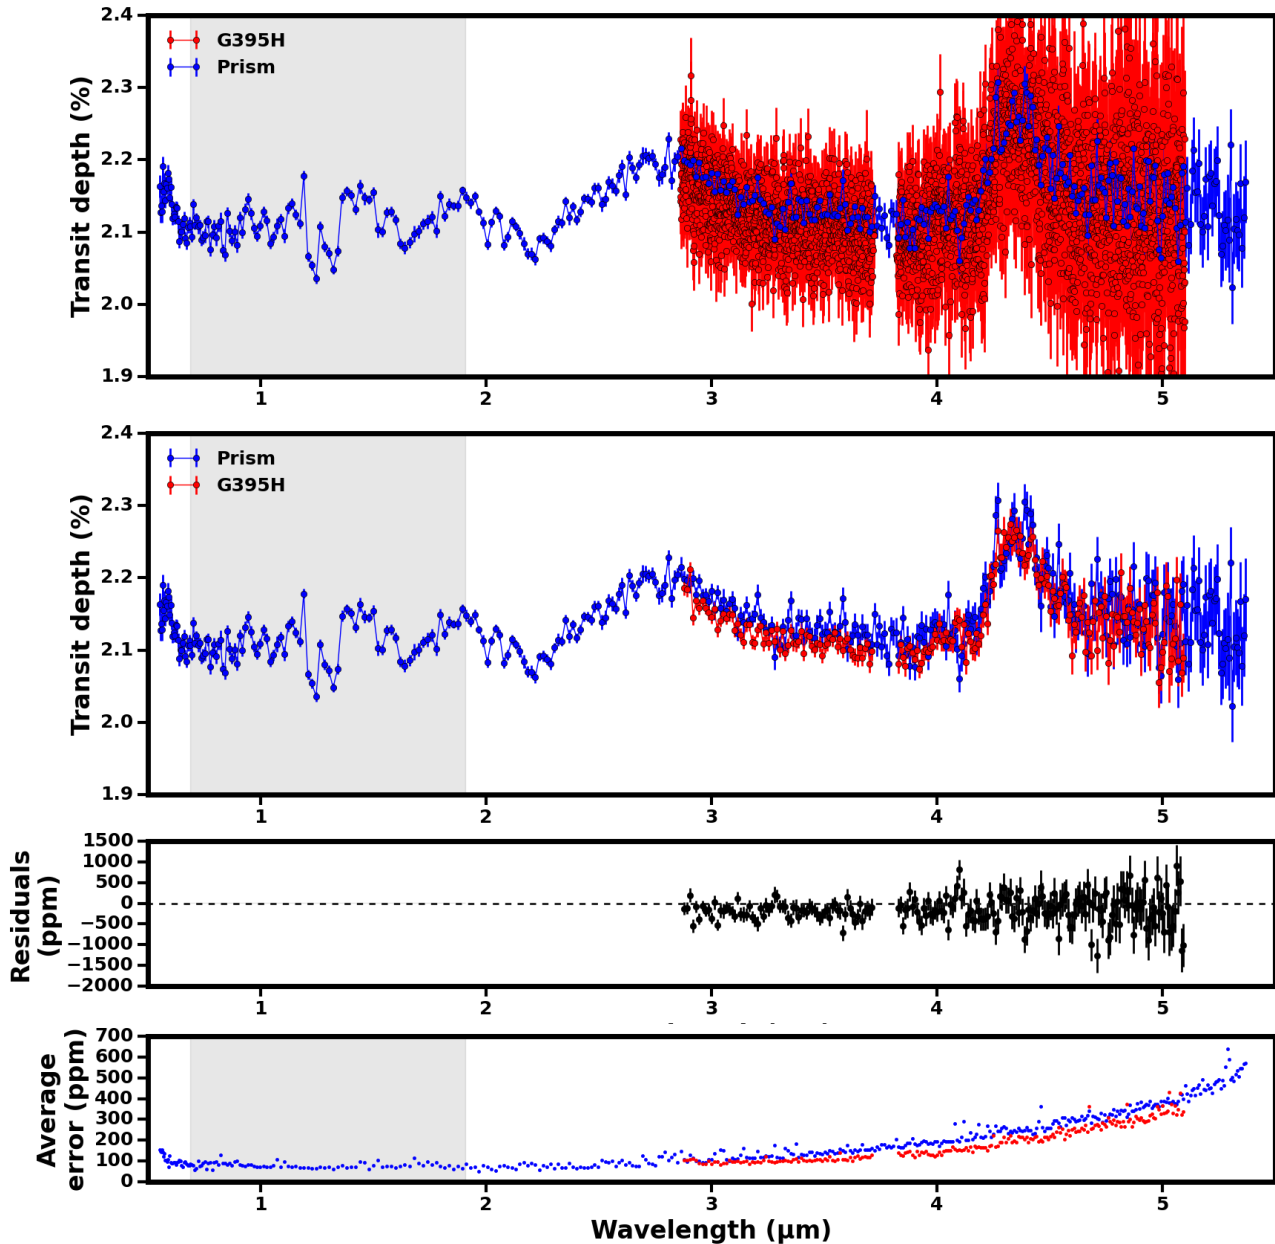 2.4
2.3
2.2
2.1
2.0
1.9
Transit depth (%)
G395H
Prism
1 2 3 4 5
2.4
2.3
2.2
2.1
2.0
1.9
Transit depth (%)
Prism
G395H
1 2 3 4 5
1500
1000
500
0
−500
−1000
−1500
−2000
Residuals
(ppm)
1 2 3 4 5
700
600
500
400
300
200
100
0
Average
error (ppm)
1 2 3 4 5
Wavelength (μm)